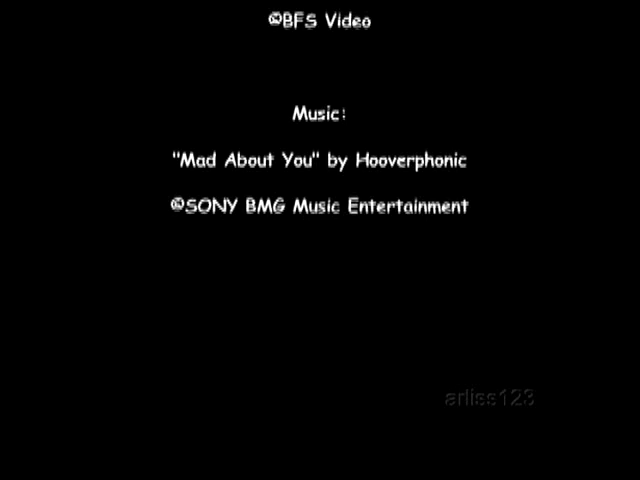 ©BFS Video
Music:
"Mad About You" by Hooverphonic
©SONY BMG Music Entertainment
arliss123